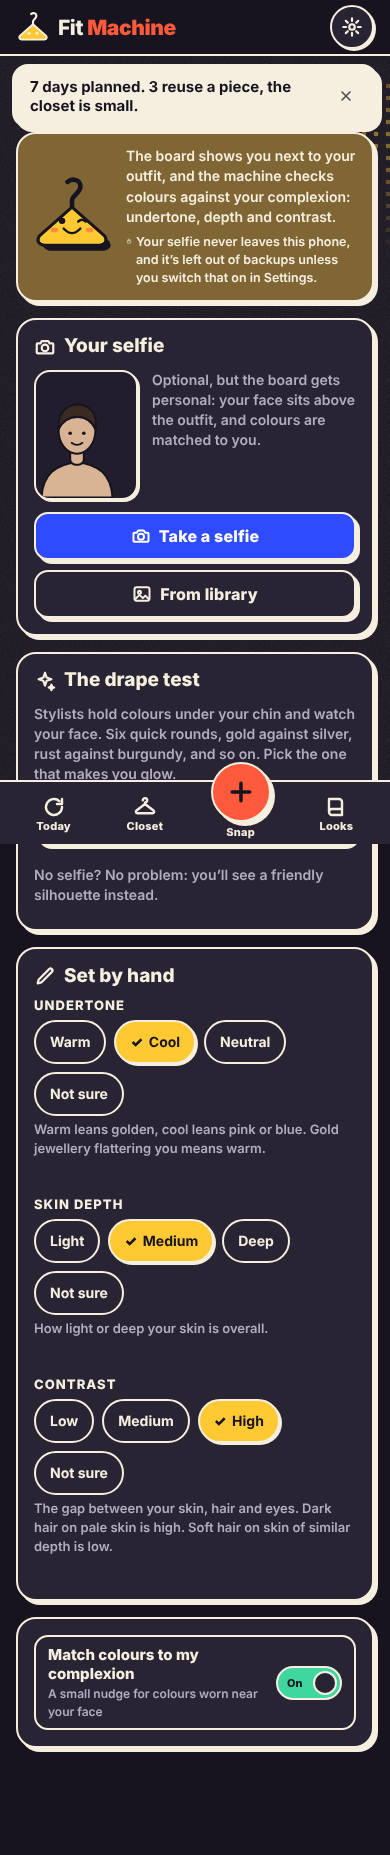 Fit Machine
7 days planned. 3 reuse a piece, the
closet is small.
The board shows you next to your
outfit, and the machine checks
colours against your complexion:
undertone, depth and contrast.
Your selfie never leaves this phone,
and it’s left out of backups unless
you switch that on in Settings.
Your selfie
Optional, but the board gets
personal: your face sits above
the outfit, and colours are
matched to you.
Take a selfie
From library
The drape test
Stylists hold colours under your chin and watch
your face. Six quick rounds, gold against silver,
rust against burgundy, and so on. Pick the one
that makes you glow.
Today
Closet
Snap
Looks
No selfie? No problem: you’ll see a friendly
silhouette instead.
Set by hand
UNDERTONE
Warm
Cool
Neutral
Not sure
Warm leans golden, cool leans pink or blue. Gold
jewellery flattering you means warm.
SKIN DEPTH
Light
Medium
Deep
Not sure
How light or deep your skin is overall.
CONTRAST
Low
Medium
High
Not sure
The gap between your skin, hair and eyes. Dark
hair on pale skin is high. Soft hair on skin of similar
depth is low.
Match colours to my
complexion
A small nudge for colours worn near
your face
On